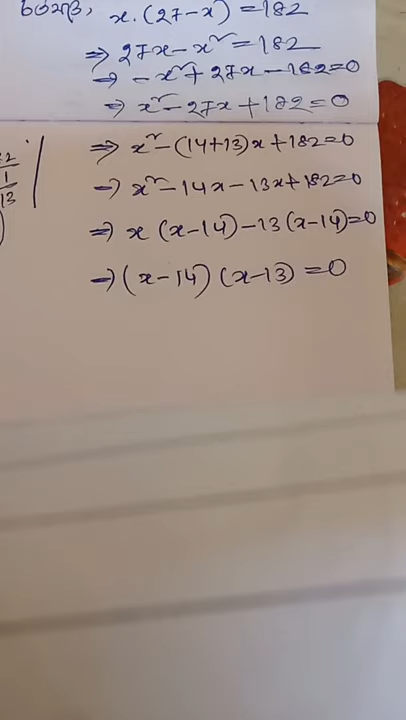 x.(27-x) = 182
⇒ 27x - x² = 182
⇒ -x² + 27x - 182 = 0
⇒ x² - 27x + 182 = 0
⇒ x² - (14+13)x + 182 = 0
⇒ x² - 14x - 13x + 182 = 0
⇒ x (x-14) - 13 (x-14) = 0
⇒ (x-14) (x-13) = 0
13